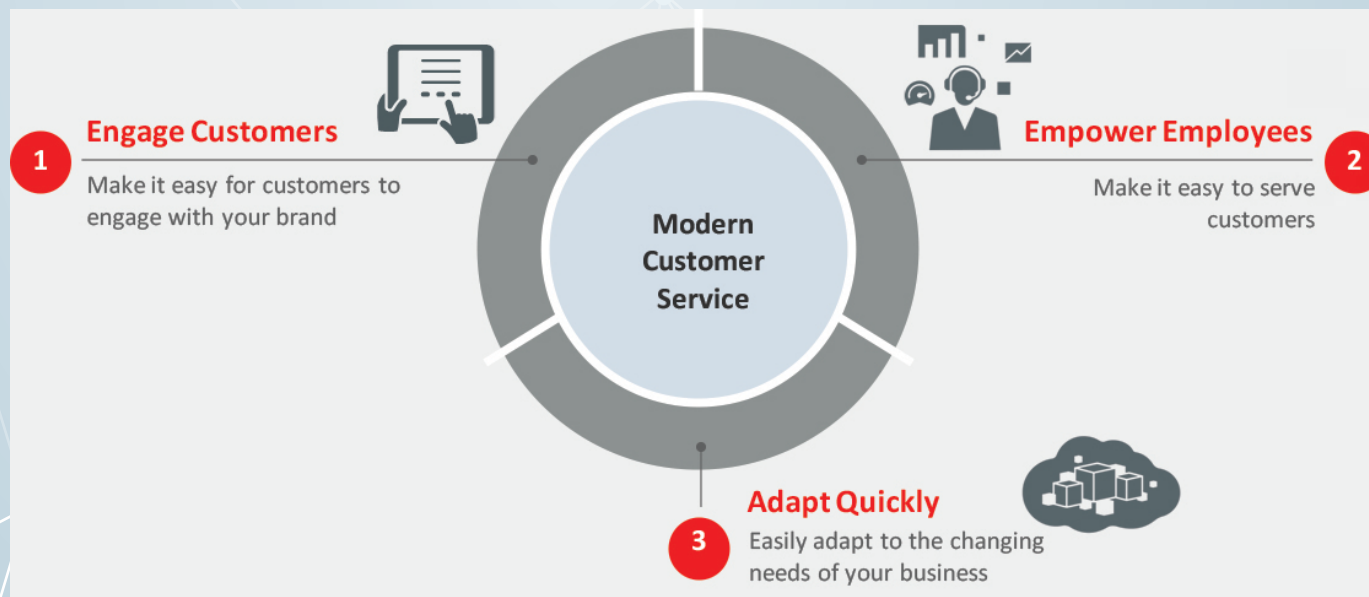 1
Engage Customers
Make it easy for customers to
engage with your brand
Modern
Customer
Service
Empower Employees
2
Make it easy to serve
customers
3
Adapt Quickly
Easily adapt to the changing
needs of your business